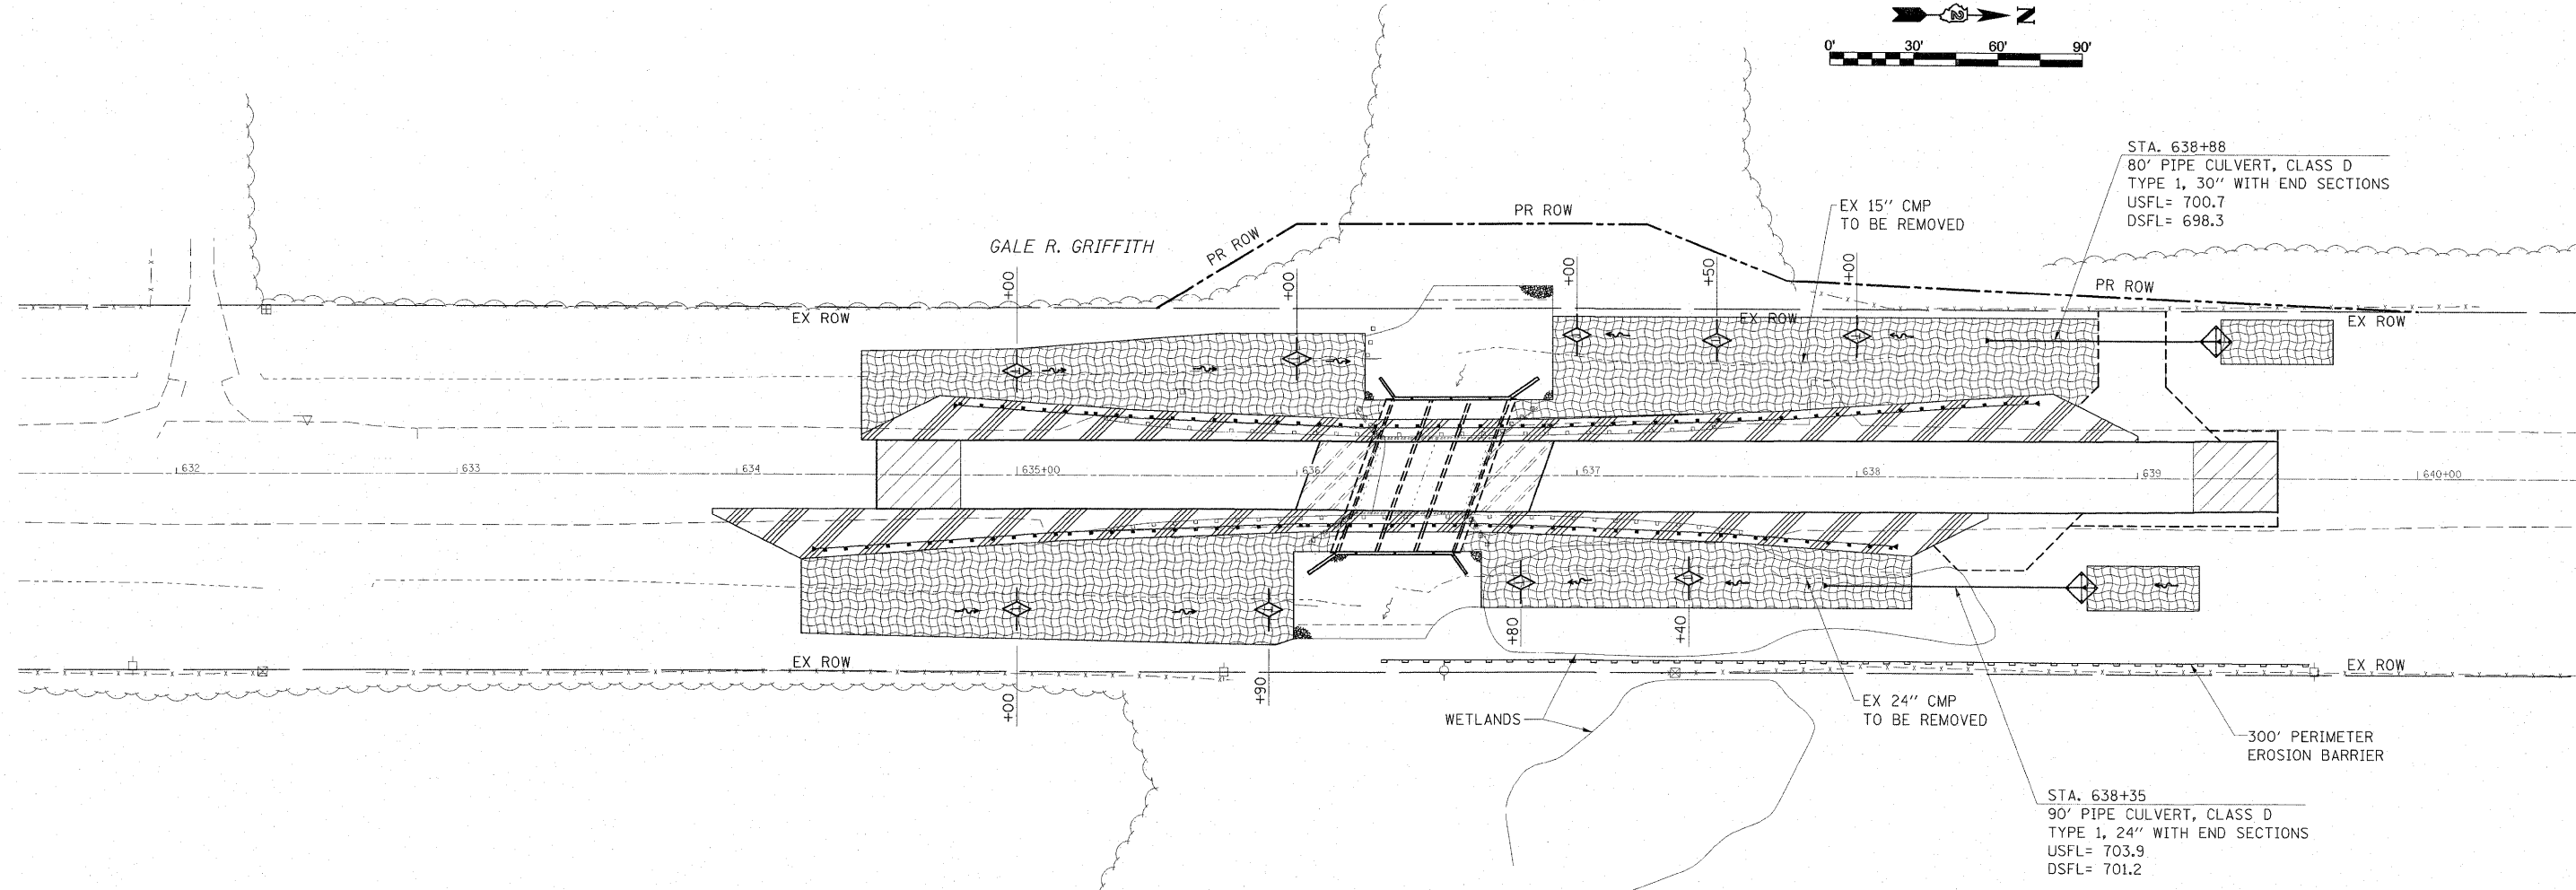 N
0' 30' 60' 90'
STA. 638+88
80' PIPE CULVERT, CLASS D
TYPE 1, 30" WITH END SECTIONS
USFL= 700.7
DSFL= 698.3
EX 15" CMP
TO BE REMOVED
PR ROW
PR ROW
GALE R. GRIFFITH
+00
+00
+00
+50
+00
PR ROW
EX ROW
EX ROW
EX ROW
632
633
634
635+00
636
637
638
639
640+00
+80
+40
EX ROW
EX ROW
+00
+90
WETLANDS
EX 24" CMP
TO BE REMOVED
300' PERIMETER
EROSION BARRIER
STA. 638+35
90' PIPE CULVERT, CLASS D
TYPE 1, 24" WITH END SECTIONS
USFL= 703.9
DSFL= 701.2